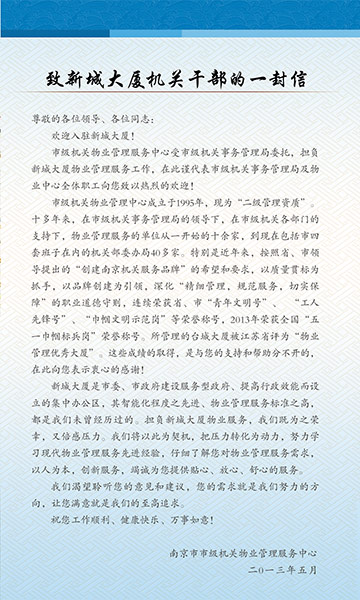 致新城大厦机关干部的一封信
尊敬的各位领导、各位同志：
欢迎入驻新城大厦！
市级机关物业管理服务中心受市级机关事务管理局委托，担负
新城大厦物业管理服务工作，在此谨代表市级机关事务管理局及物
业中心全体职工向您致以热烈的欢迎！
市级机关物业管理中心成立于1995年，现为“二级管理资质”。
十多年来，在市级机关事务管理局的领导下，在市级机关各部门的
支持下，物业管理服务的单位从一开始的十余家，到现在包括市四
套班子在内的机关部委办局40多家。特别是近年来，按照省、市领
导提出的“创建南京机关服务品牌”的希望和要求，以质量贯标为
抓手，以品牌创建为引领，深化“精细管理，规范服务，切实保
障”的职业道德守则，连续荣获省、市“青年文明号”、“工人
先锋号”、“巾帼文明示范岗”等荣誉称号，2013年荣获全国“五
一巾帼标兵岗”荣誉称号。所管理的台城大厦被江苏省评为“物业
管理优秀大厦”。这些成绩的取得，是与您的支持和帮助分不开的，
在此向您表示衷心的感谢！
新城大厦是市委、市政府建设服务型政府、提高行政效能而设
立的集中办公区，其智能化程度之先进、物业管理服务标准之高，
都是我们未曾经历过的。担负新城大厦物业服务，我们既为之荣
幸，又倍感压力。我们将以此为契机，把压力转化为动力，努力学
习现代物业管理服务先进经验，仔细了解您对物业管理服务需求，
以人为本，创新服务，竭诚为您提供贴心、放心、舒心的服务。
我们渴望聆听您的意见和建议，您的需求就是我们努力的方
向，让您满意就是我们的至高追求。
祝您工作顺利、健康快乐、万事如意！
南京市市级机关物业管理服务中心
二〇一三年五月